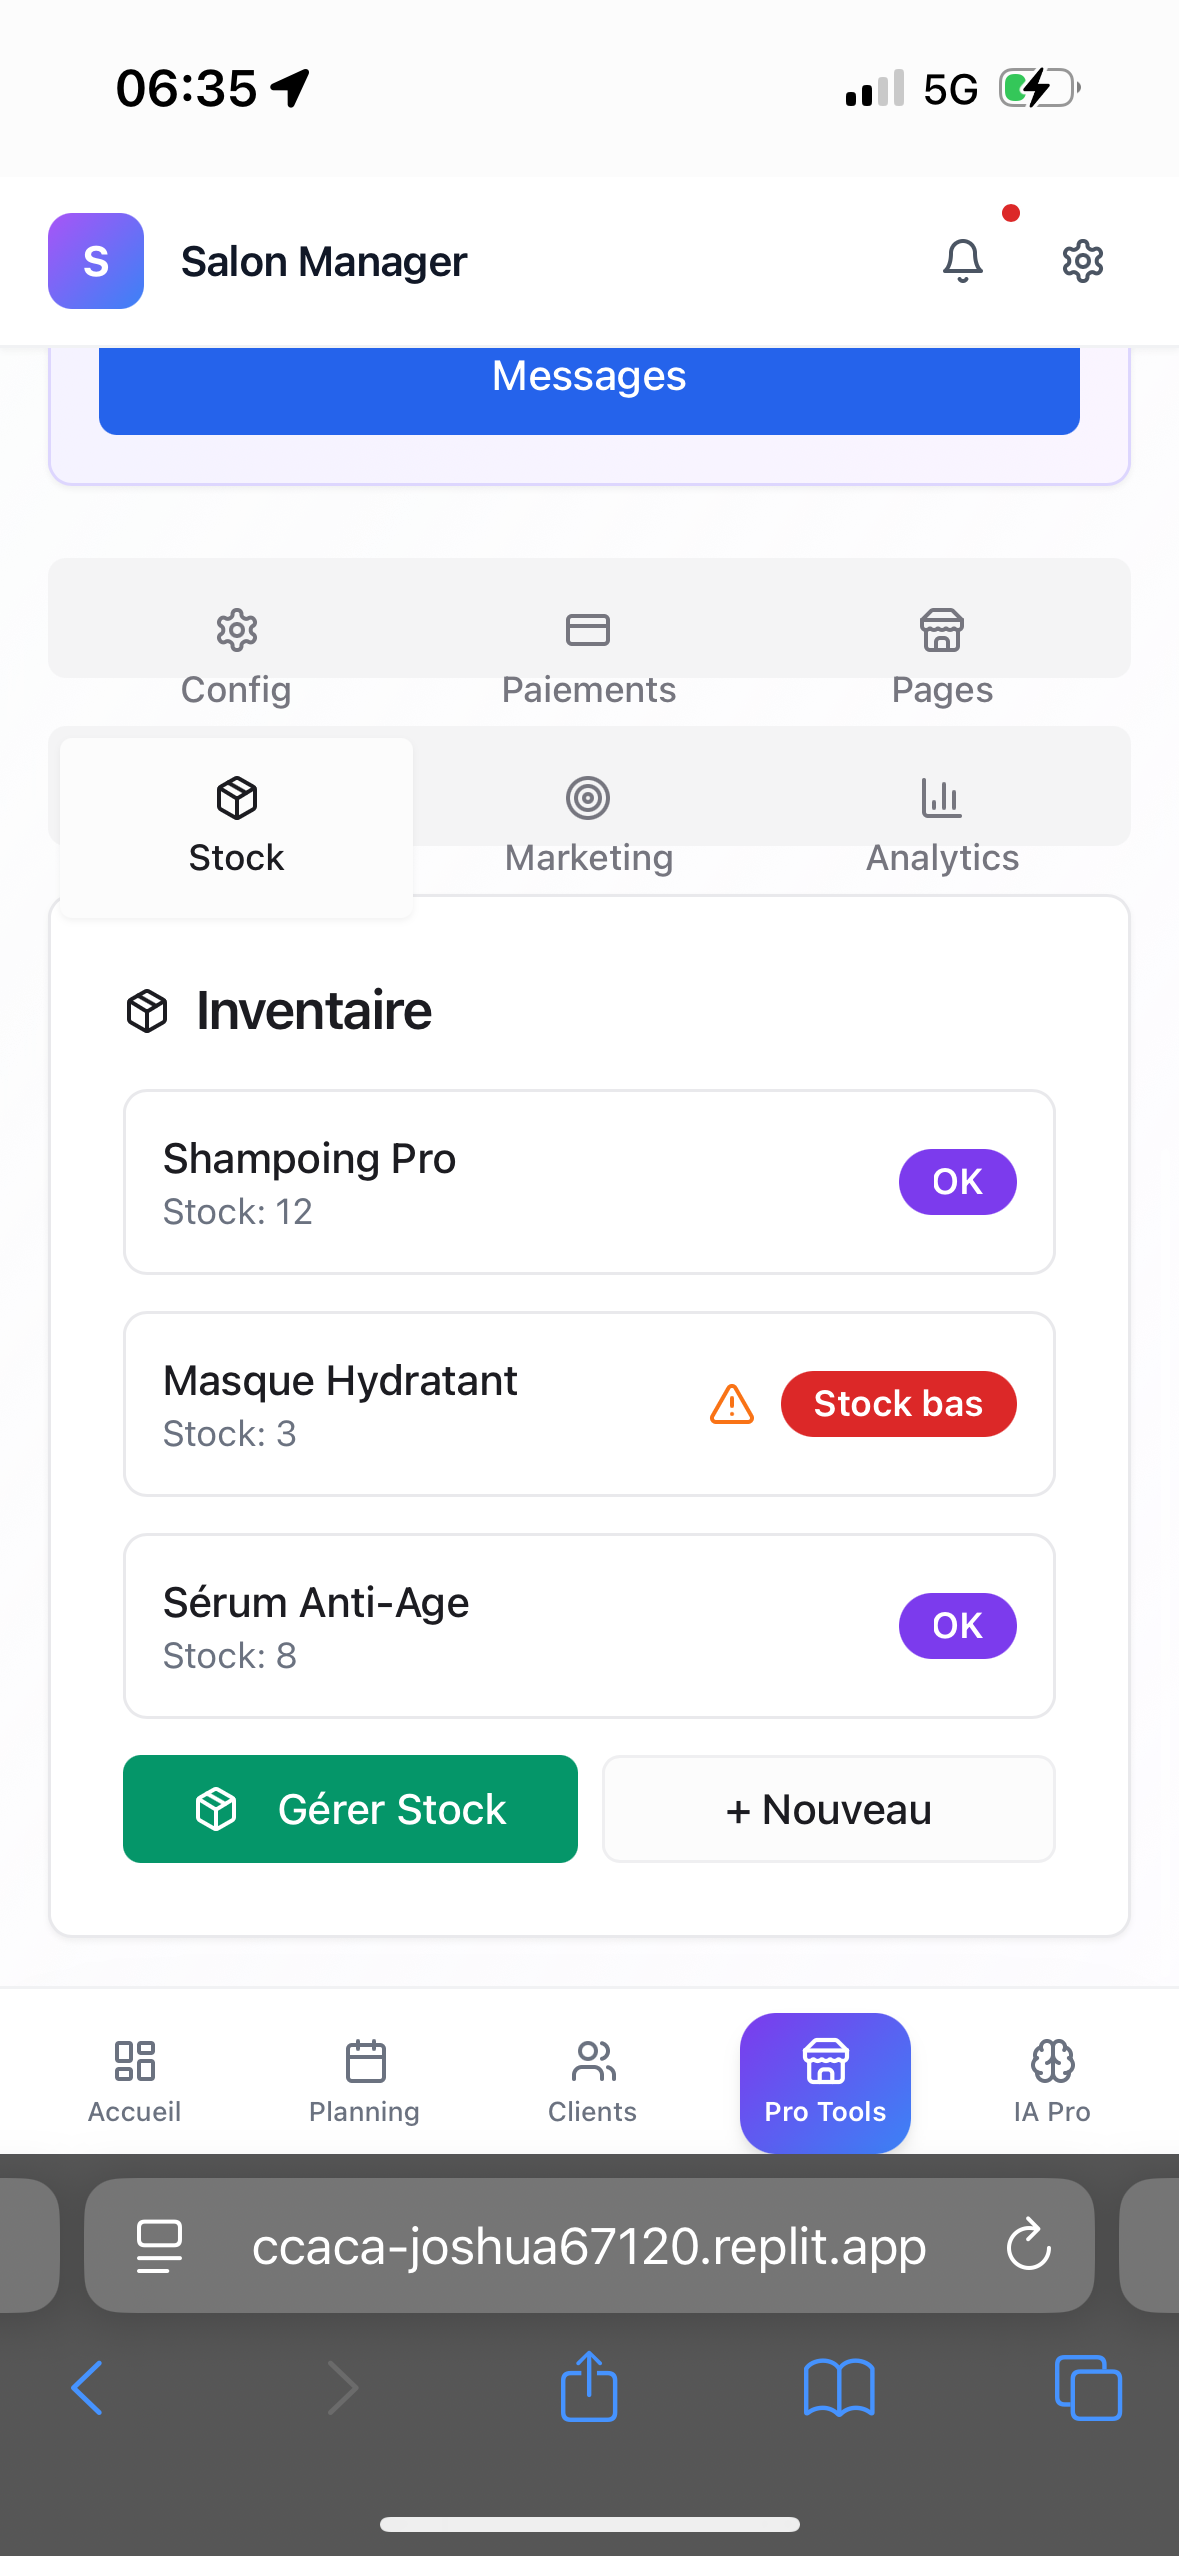 06:35
5G
S
Salon Manager
Messages
Config
Paiements
Pages
Stock
Marketing
Analytics
Inventaire
Shampoing Pro
Stock: 12
OK
Masque Hydratant
Stock: 3
Stock bas
Sérum Anti-Age
Stock: 8
OK
Gérer Stock
+ Nouveau
Accueil
Planning
Clients
Pro Tools
IA Pro
ccaca-joshua67120.replit.app